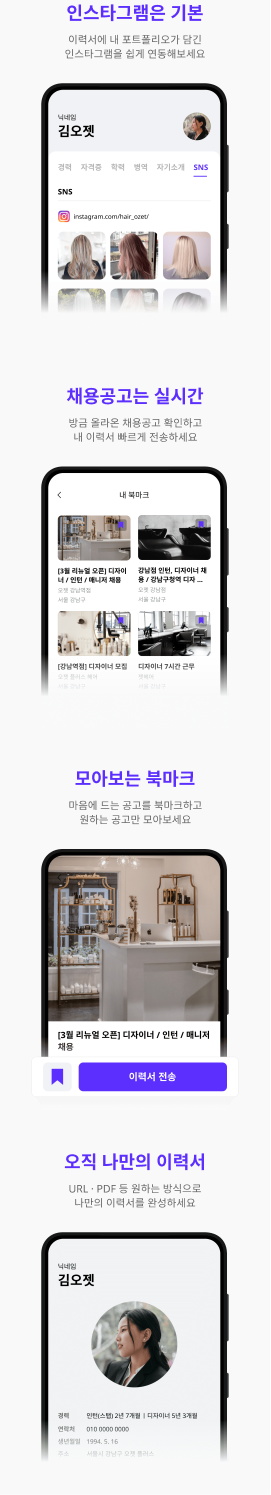 인스타그램은 기본
이력서에 내 포트폴리오가 담긴
인스타그램을 쉽게 연동해보세요
닉네임
김오젯
경력 자격증 학력 병역 자기소개 SNS
SNS
instagram.com/hair_ozet/
채용공고는 실시간
방금 올라온 채용공고 확인하고
내 이력서 빠르게 전송하세요
내 북마크
[3월 리뉴얼 오픈] 디자이
너 / 인턴 / 매니저 채용
오젯 강남역점
서울 강남구
강남점 인턴, 디자이너 채
용 / 강남구청역 디자 ...
오젯 강남점
서울 강남구
[강남역점] 디자이너 모집
오젯 플러스 헤어
서울 강남구
디자이너 7시간 근무
서울 강남구
모아보는 북마크
마음에 드는 공고를 북마크하고
원하는 공고만 모아보세요
[3월 리뉴얼 오픈] 디자이너 / 인턴 / 매니저
채용
이력서 전송
오직 나만의 이력서
URL · PDF 등 원하는 방식으로
나만의 이력서를 완성하세요
닉네임
김오젯
경력 인턴(스텝) 2년 7개월 | 디자이너 5년 3개월
연락처 010 0000 0000
생년월일 1994. 5. 16
주소 서울시 강남구 오젯 플러스